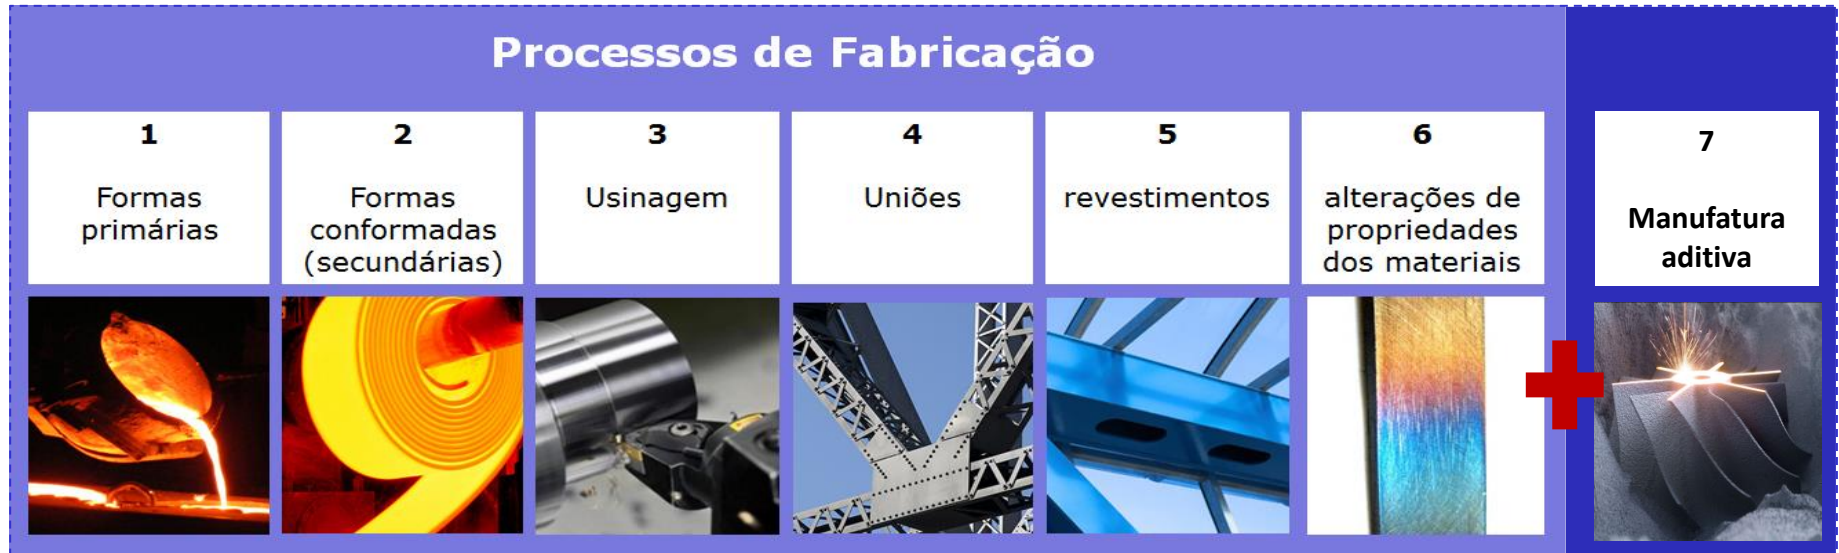 Processos de Fabricação
1
Formas
primárias
2
Formas
conformadas
(secundárias)
3
Usinagem
4
Uniões
5
revestimentos
6
alterações de
propriedades
dos materiais
7
Manufatura
aditiva